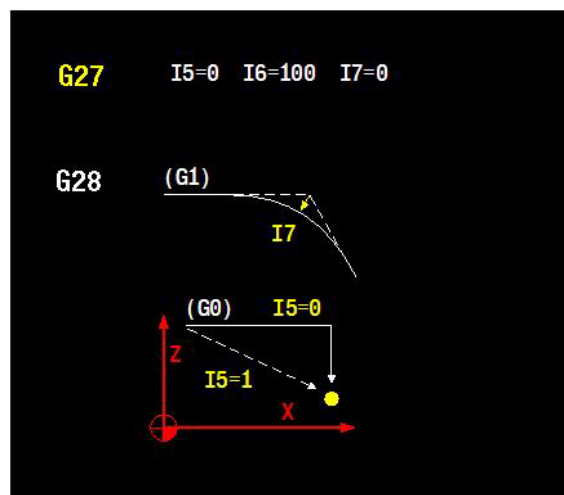 G27 I5=0 I6=100 I7=0
G28 (G1)
I7
(G0) I5=0
Z
I5=1
X